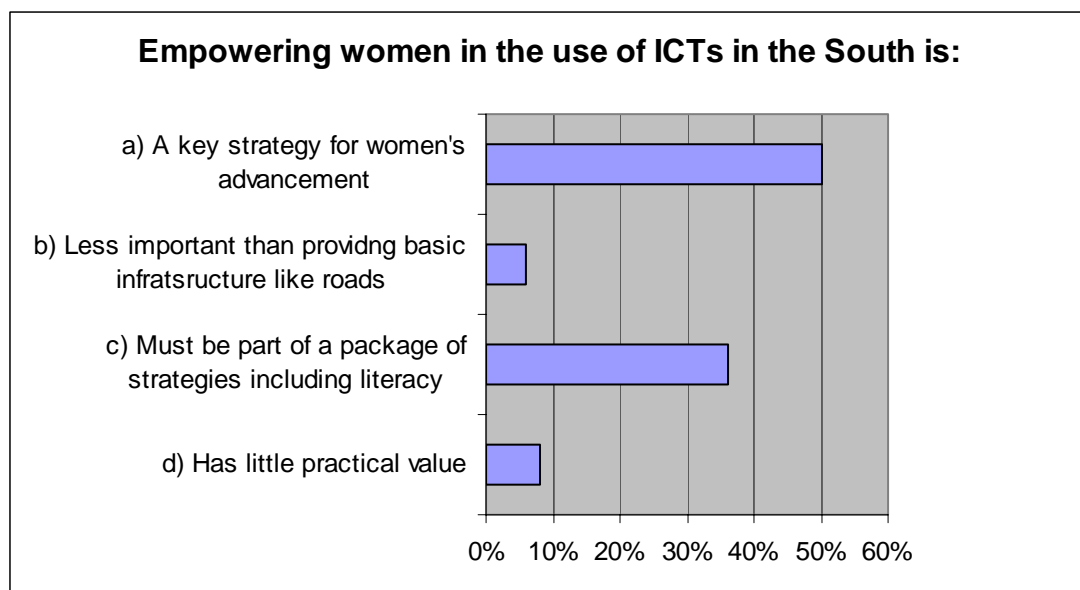 Empowering women in the use of ICTs in the South is:
a) A key strategy for women's
advancement
b) Less important than providng basic
infratsructure like roads
c) Must be part of a package of
strategies including literacy
d) Has little practical value
0% 10% 20% 30% 40% 50% 60%